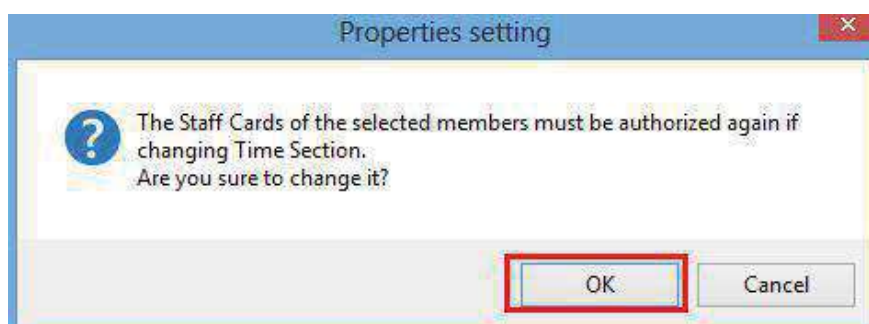 Properties setting
The Staff Cards of the selected members must be authorized again if
changing Time Section.
Are you sure to change it?
OK
Cancel